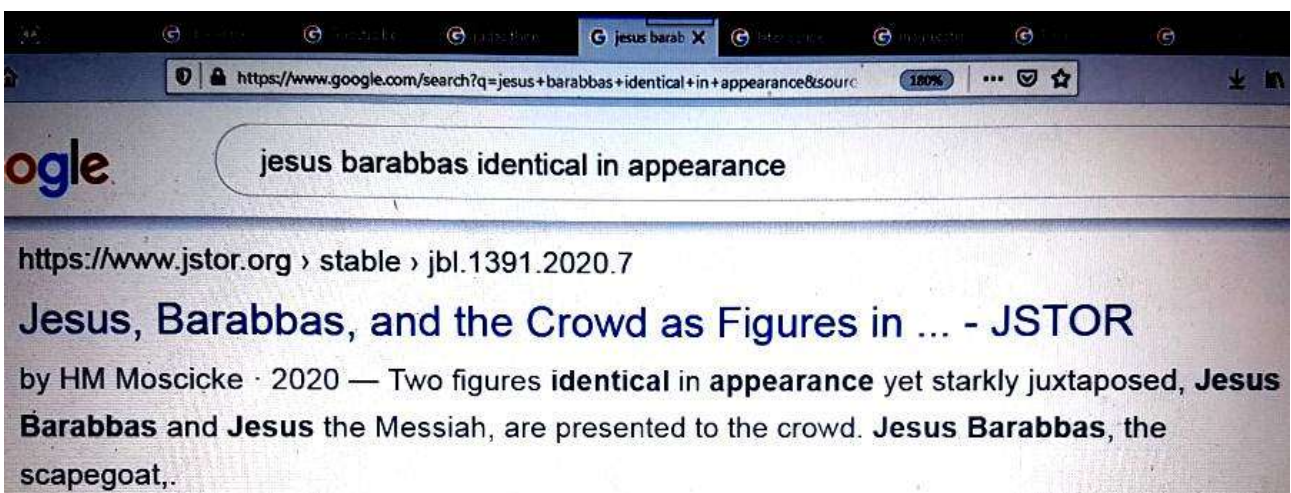 jesus barab
https://www.google.com/search?q=jesus+barabbas+identical+in+appearance&sourc
180%
ogle
jesus barabbas identical in appearance
https://www.jstor.org › stable › jbl.1391.2020.7
Jesus, Barabbas, and the Crowd as Figures in ... - JSTOR
by HM Moscicke · 2020 — Two figures identical in appearance yet starkly juxtaposed, Jesus
Barabbas and Jesus the Messiah, are presented to the crowd. Jesus Barabbas, the
scapegoat,.